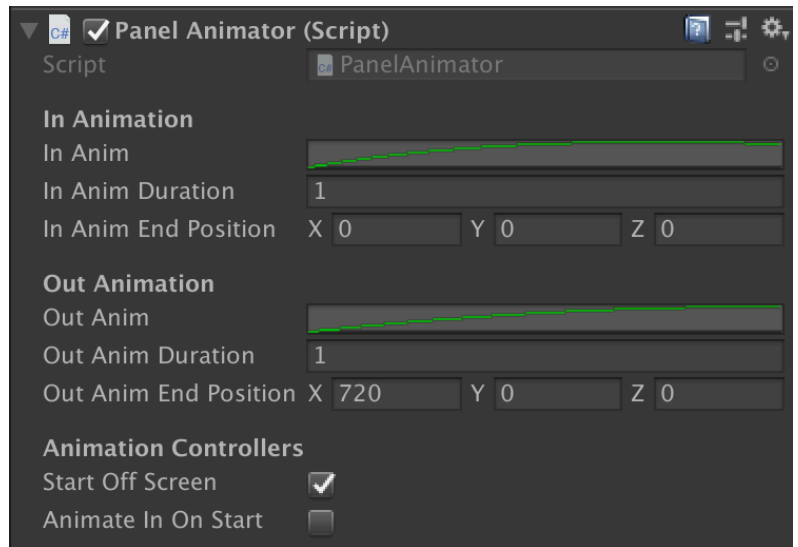 C# Panel Animator (Script)
Script C# PanelAnimator
In Animation
In Anim
In Anim Duration 1
In Anim End Position X 0 Y 0 Z 0
Out Animation
Out Anim
Out Anim Duration 1
Out Anim End Position X 720 Y 0 Z 0
Animation Controllers
Start Off Screen
Animate In On Start